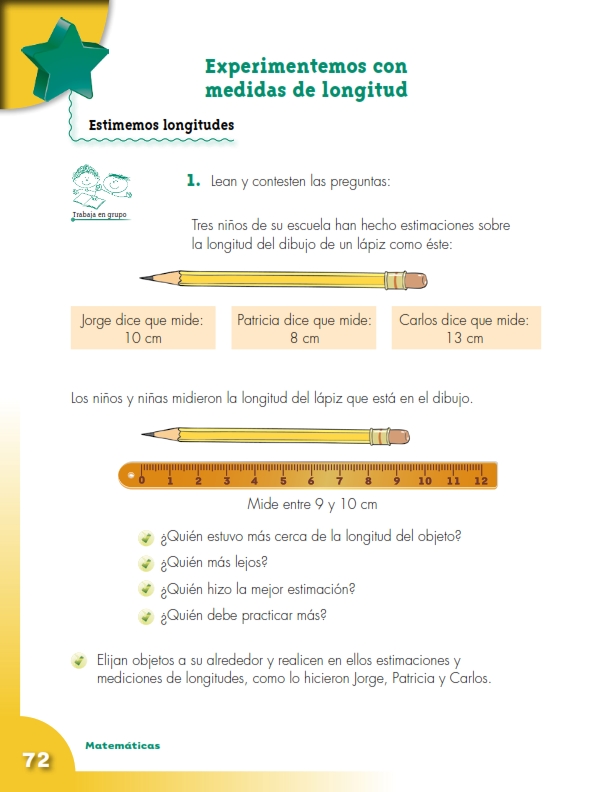 Experimentemos con
medidas de longitud
Estimemos longitudes
Trabaja en grupo
1. Lean y contesten las preguntas:
Tres niños de su escuela han hecho estimaciones sobre
la longitud del dibujo de un lápiz como éste:
Jorge dice que mide:
10 cm
Patricia dice que mide:
8 cm
Carlos dice que mide:
13 cm
Los niños y niñas midieron la longitud del lápiz que está en el dibujo.
0 1 2 3 4 5 6 7 8 9 10 11 12
Mide entre 9 y 10 cm
¿Quién estuvo más cerca de la longitud del objeto?
¿Quién más lejos?
¿Quién hizo la mejor estimación?
¿Quién debe practicar más?
Elijan objetos a su alrededor y realicen en ellos estimaciones y
mediciones de longitudes, como lo hicieron Jorge, Patricia y Carlos.
Matemáticas
72